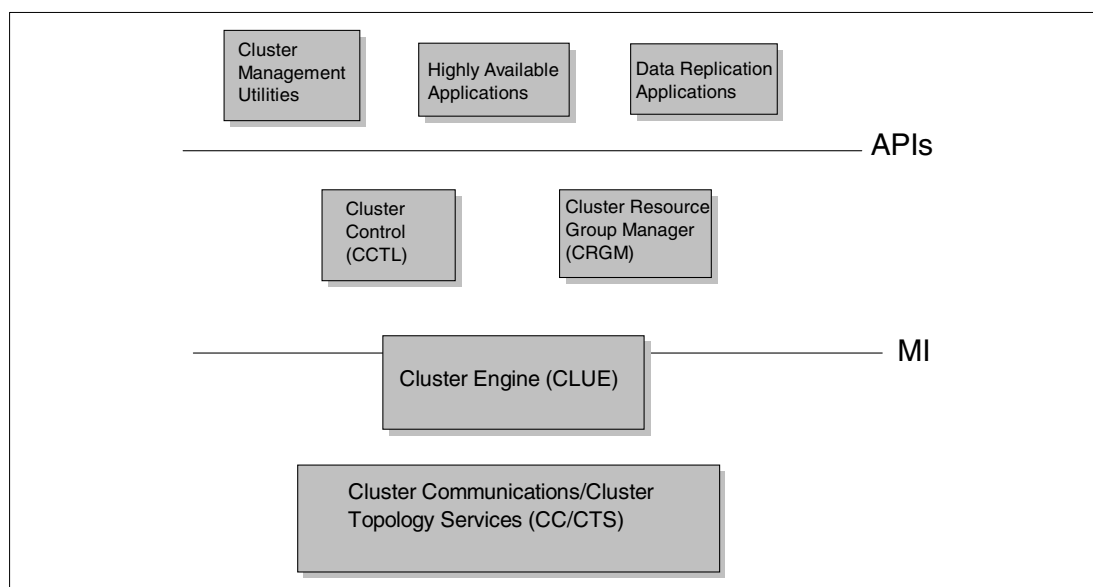 Cluster
Management
Utilities
Highly Available
Applications
Data Replication
Applications
APIs
Cluster
Control
(CCTL)
Cluster Resource
Group Manager
(CRGM)
MI
Cluster Engine (CLUE)
Cluster Communications/Cluster
Topology Services (CC/CTS)